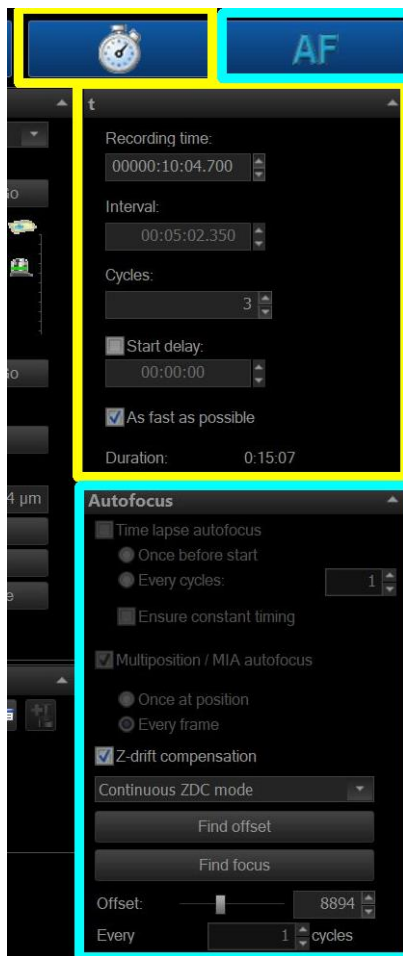 AF
t
Recording time:
00000:10:04.700
Interval:
00:05:02.350
Cycles:
3
Start delay:
00:00:00
As fast as possible
Duration: 0:15:07
4 µm
Autofocus
Time lapse autofocus
Once before start
Every cycles: 1
Ensure constant timing
Multiposition / MIA autofocus
Once at position
Every frame
Z-drift compensation
Continuous ZDC mode
Find offset
Find focus
Offset: 8894
Every 1 cycles